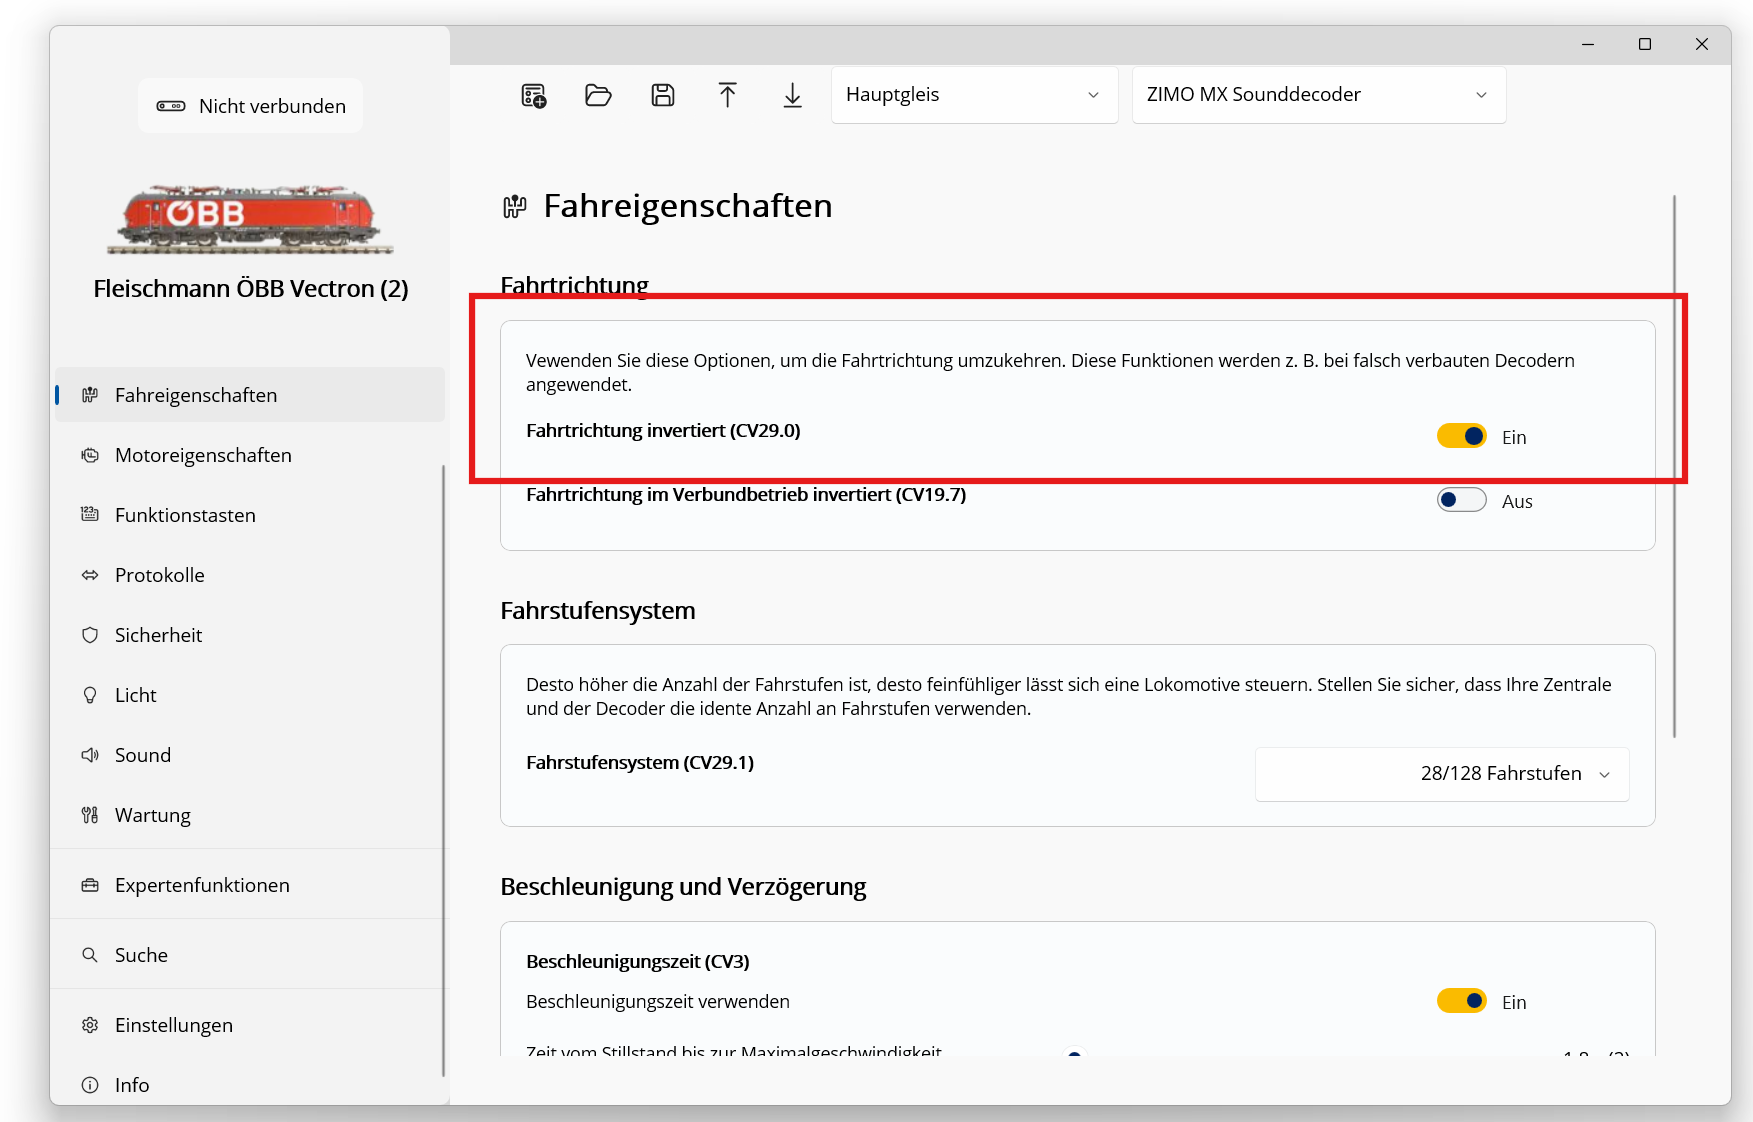 Nicht verbunden
Hauptgleis
ZIMO MX Sounddecoder
ÖBB
Fleischmann ÖBB Vectron (2)
Fahreigenschaften
Motoreigenschaften
Funktionstasten
Protokolle
Sicherheit
Licht
Sound
Wartung
Expertenfunktionen
Suche
Einstellungen
Info
Fahreigenschaften
Fahrtrichtung
Vewenden Sie diese Optionen, um die Fahrtrichtung umzukehren. Diese Funktionen werden z. B. bei falsch verbauten Decodern
angewendet.
Fahrtrichtung invertiert (CV29.0)
Ein
Fahrtrichtung im Verbundbetrieb invertiert (CV19.7)
Aus
Fahrstufensystem
Desto höher die Anzahl der Fahrstufen ist, desto feinfühliger lässt sich eine Lokomotive steuern. Stellen Sie sicher, dass Ihre Zentrale
und der Decoder die idente Anzahl an Fahrstufen verwenden.
Fahrstufensystem (CV29.1)
28/128 Fahrstufen
Beschleunigung und Verzögerung
Beschleunigungszeit (CV3)
Beschleunigungszeit verwenden
Ein
Zeit vom Stillstand bis zur Maximalgeschwindigkeit